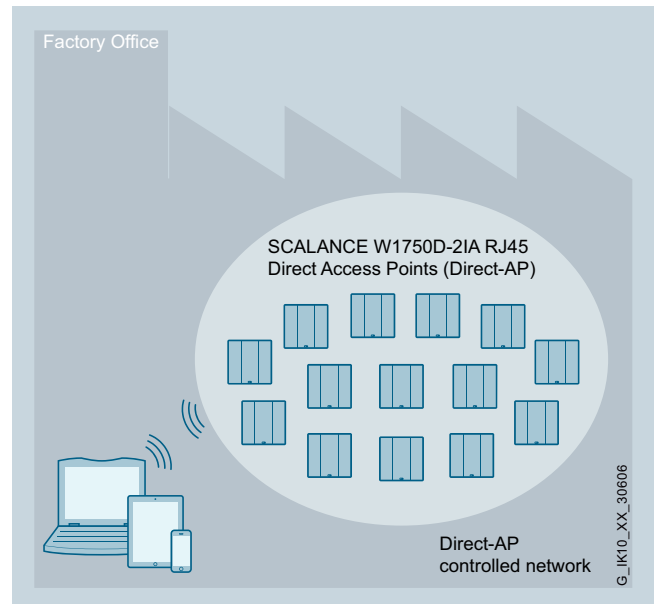 Factory Office
SCALANCE W1750D-2IA RJ45
Direct Access Points (Direct-AP)
Direct-AP
controlled network
G_IK10_XX_30606